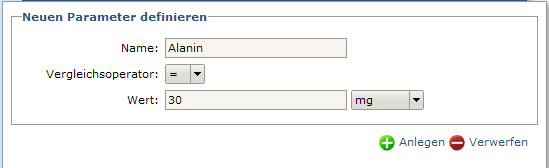 Neuen Parameter definieren
Name: Alanin
Vergleichsoperator: =
Wert: 30 mg
Anlegen Verwerfen